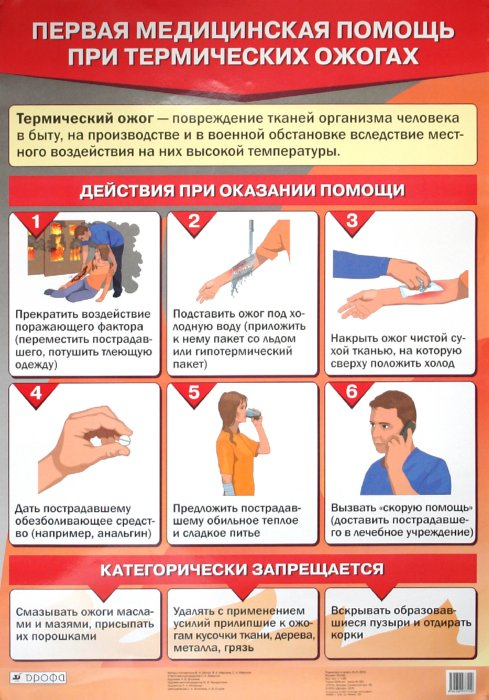 ПЕРВАЯ МЕДИЦИНСКАЯ ПОМОЩЬ
ПРИ ТЕРМИЧЕСКИХ ОЖОГАХ
Термический ожог — повреждение тканей организма человека
в быту, на производстве и в военной обстановке вследствие мест-
ного воздействия на них высокой температуры.
ДЕЙСТВИЯ ПРИ ОКАЗАНИИ ПОМОЩИ
1
Прекратить воздействие
поражающего фактора
(переместить пострадав-
шего, потушить тлеющую
одежду)
2
Подставить ожог под хо-
лодную воду (приложить
к нему пакет со льдом
или гипотермический
пакет)
3
Накрыть ожог чистой су-
хой тканью, на которую
сверху положить холод
4
Дать пострадавшему
обезболивающее средст-
во (например, анальгин)
5
Предложить пострадав-
шему обильное теплое
и сладкое питье
6
Вызвать «скорую помощь»
(доставить пострадавше-
го в лечебное учреждение)
КАТЕГОРИЧЕСКИ ЗАПРЕЩАЕТСЯ
Смазывать ожоги масла-
ми и мазями, присыпать
их порошками
Удалять с применением
усилий прилипшие к ожо-
гам кусочки ткани, дерева,
металла, грязь
Вскрывать образовав-
шиеся пузыри и отдирать
корки
ДРОФА